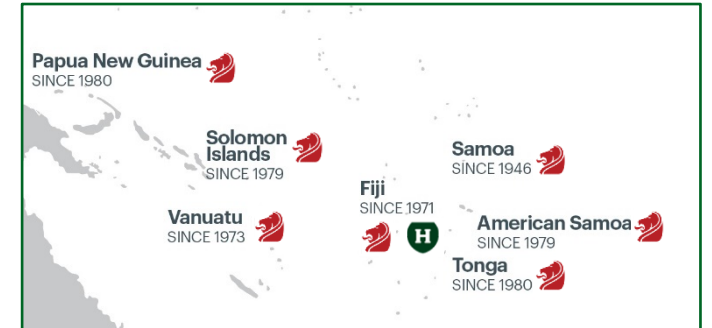 Papua New Guinea
SINCE 1980
Solomon
Islands
SINCE 1979
Samoa
SINCE 1946
Fiji
SINCE 1971
Vanuatu
SINCE 1973
H
American Samoa
SINCE 1979
Tonga
SINCE 1980